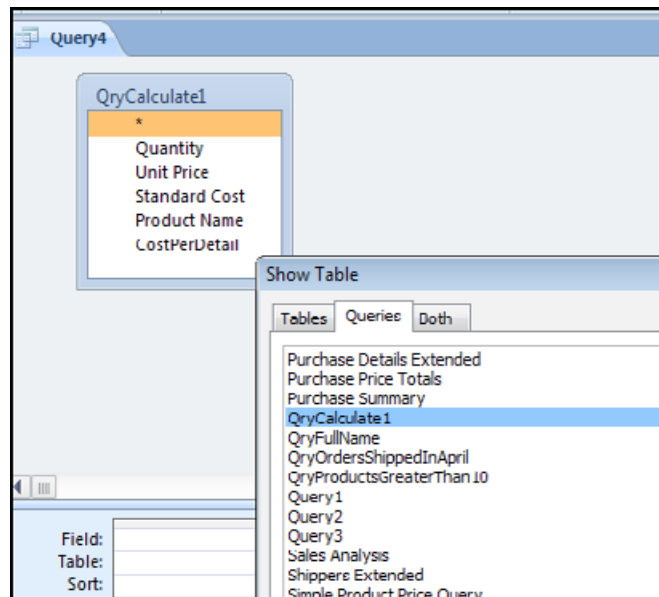 Query4
QryCalculate1
*
Quantity
Unit Price
Standard Cost
Product Name
CostPerDetail
Show Table
Tables Queries Both
Purchase Details Extended
Purchase Price Totals
Purchase Summary
QryCalculate1
QryFullName
QryOrdersShippedInApril
QryProductsGreaterThan10
Query1
Query2
Query3
Sales Analysis
Shippers Extended
Simple Product Price Query
Field:
Table:
Sort: